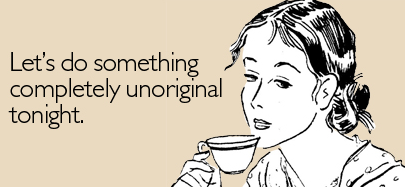 Let's do something
completely unoriginal
tonight.